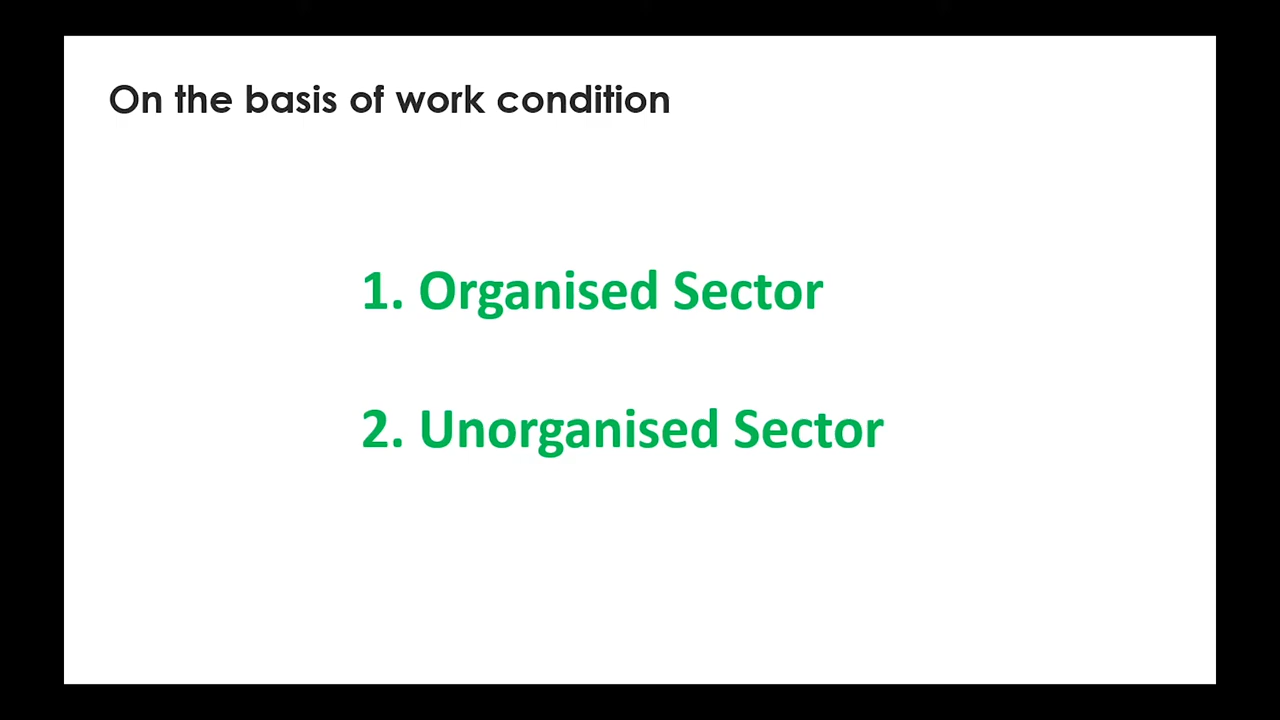 On the basis of work condition
1. Organised Sector
2. Unorganised Sector